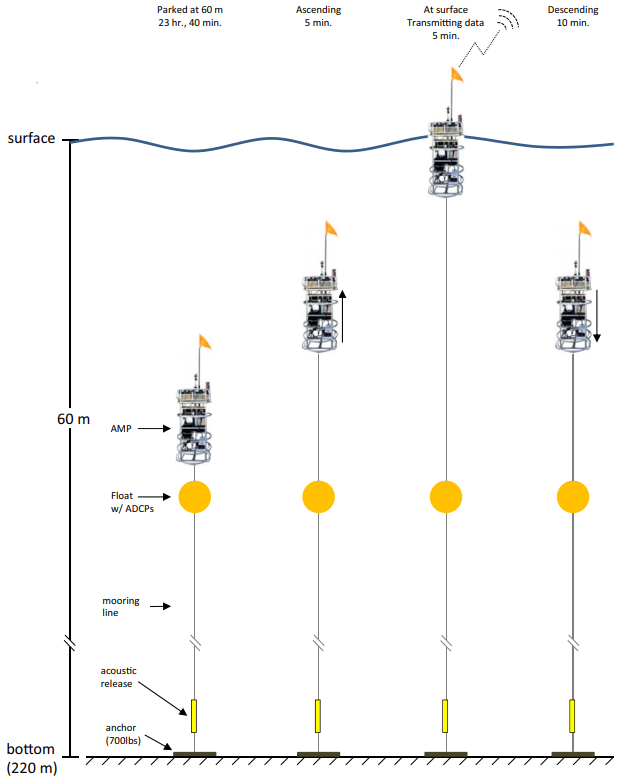 Parked at 60 m
23 hr., 40 min.
Ascending
5 min.
At surface
Transmitting data
5 min.
Descending
10 min.
surface
60 m
AMP
Float
w/ ADCPs
mooring
line
acoustic
release
anchor
(700lbs)
bottom
(220 m)